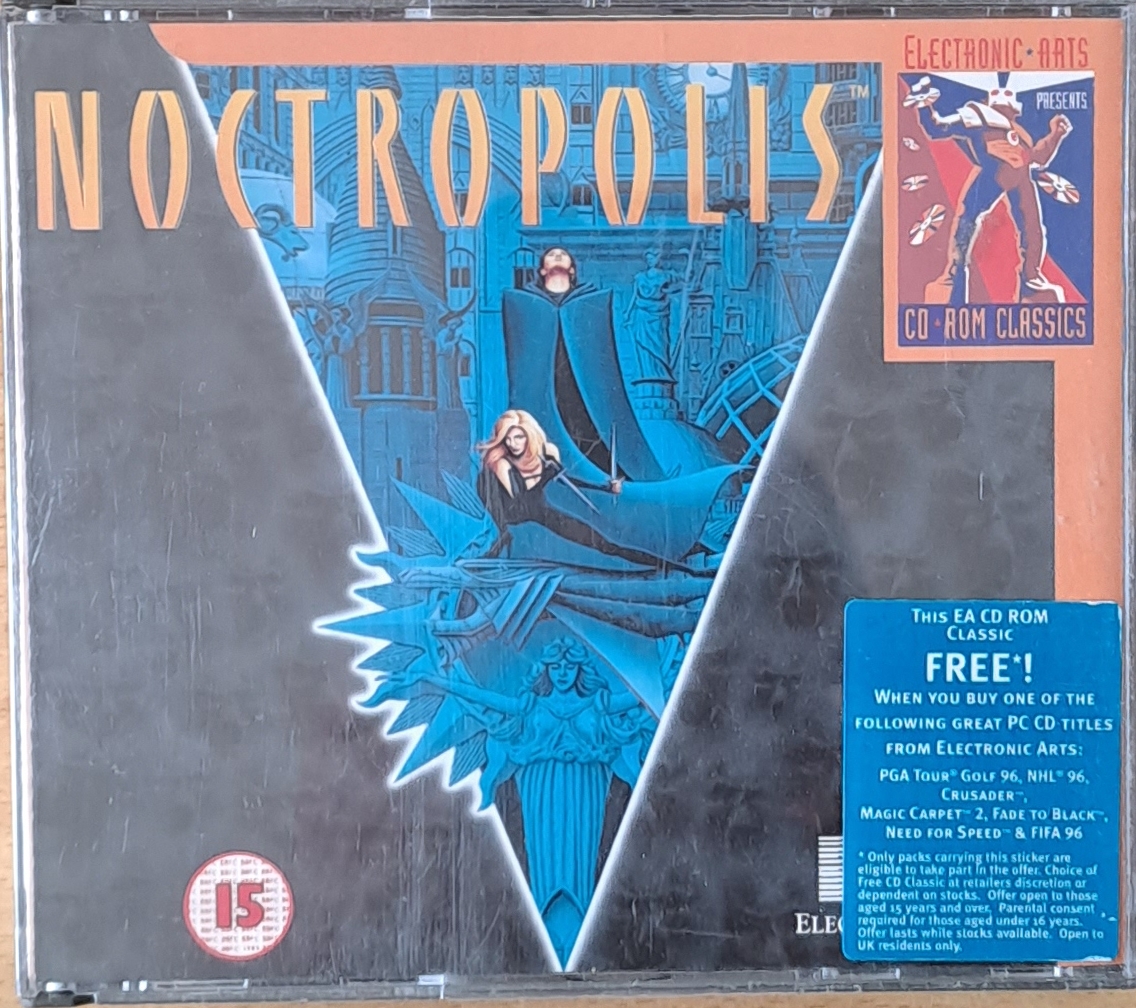 NOCTROPOLIS™
ELECTRONIC★ARTS
PRESENTS
CD★ROM CLASSICS
THIS EA CD ROM
CLASSIC
FREE*!
WHEN YOU BUY ONE OF THE
FOLLOWING GREAT PC CD TITLES
FROM ELECTRONIC ARTS:
PGA TOUR® GOLF 96, NHL® 96,
CRUSADER™,
MAGIC CARPET™ 2, FADE TO BLACK™,
NEED FOR SPEED™ & FIFA 96
* Only packs carrying this sticker are
eligible to take part in the offer. Choice of
Free CD Classic at retailers discretion or
dependent on stocks. Offer open to those
aged 15 years and over. Parental consent
required for those aged under 16 years.
Offer lasts while stocks available. Open to
UK residents only.
15
ELEC